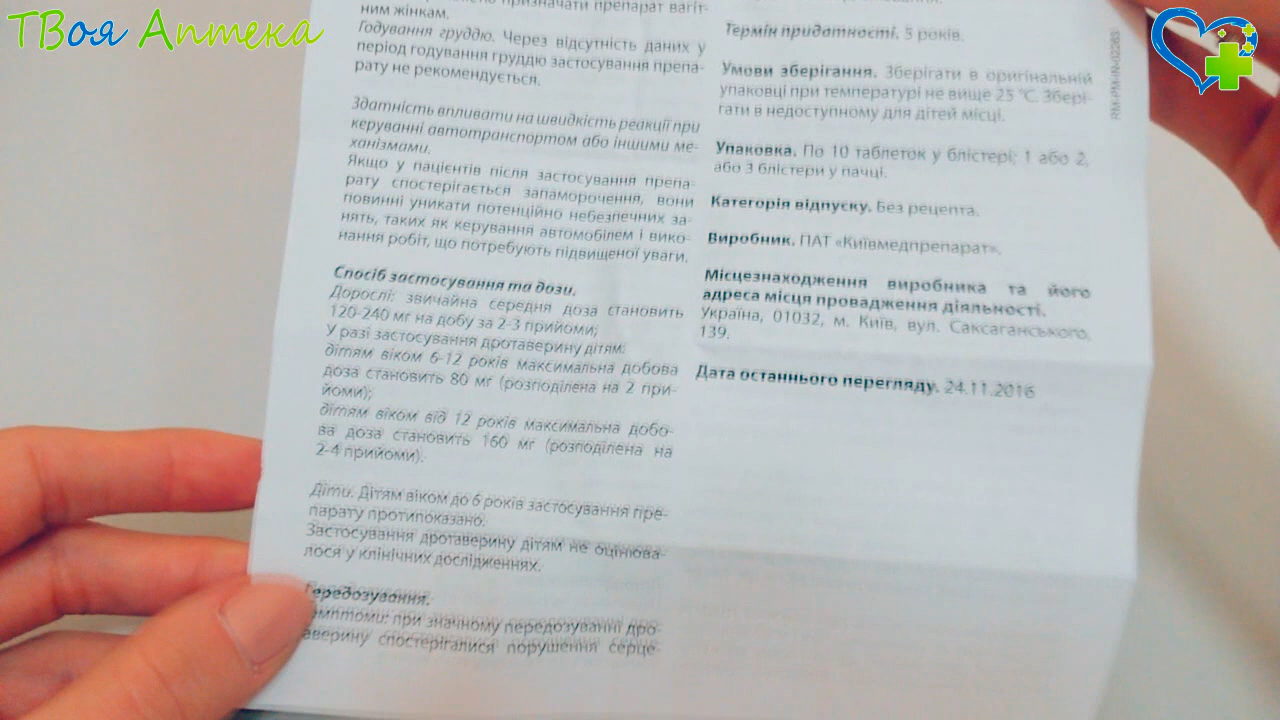 ТВоя Аптека
призначати препарат вагіт-
ним жінкам.
Годування груддю. Через відсутність даних у
період годування груддю застосування препа-
рату не рекомендується.
Здатність впливати на швидкість реакції при
керуванні автотранспортом або іншими ме-
ханізмами.
Якщо у пацієнтів після застосування препа-
рату спостерігається запаморочення, вони
повинні уникати потенційно небезпечних за-
нять, таких як керування автомобілем і вико-
нання робіт, що потребують підвищеної уваги.
Спосіб застосування та дози.
Дорослі: звичайна середня доза становить
120-240 мг на добу за 2-3 прийоми;
У разі застосування дротаверину дітям:
дітям віком 6-12 років максимальна добова
доза становить 80 мг (розподілена на 2 при-
йоми);
дітям віком від 12 років максимальна добо-
ва доза становить 160 мг (розподілена на
2-4 прийоми).
Діти. Дітям віком до 6 років застосування пре-
парату протипоказано.
Застосування дротаверину дітям не оцінюва-
лося у клінічних дослідженнях.
Передозування.
имптоми: при значному передозуванні дро-
аверину спостерігалися порушення серце-
Термін придатності. 5 років.
Умови зберігання. Зберігати в оригінальній
упаковці при температурі не вище 25 °С. Збері-
гати в недоступному для дітей місці.
Упаковка. По 10 таблеток у блістері; 1 або 2,
або 3 блістери у пачці.
Категорія відпуску. Без рецепта.
Виробник. ПАТ «Київмедпрепарат».
Місцезнаходження виробника та його
адреса місця провадження діяльності.
Україна, 01032, м. Київ, вул. Саксаганського,
139.
Дата останнього перегляду. 24.11.2016